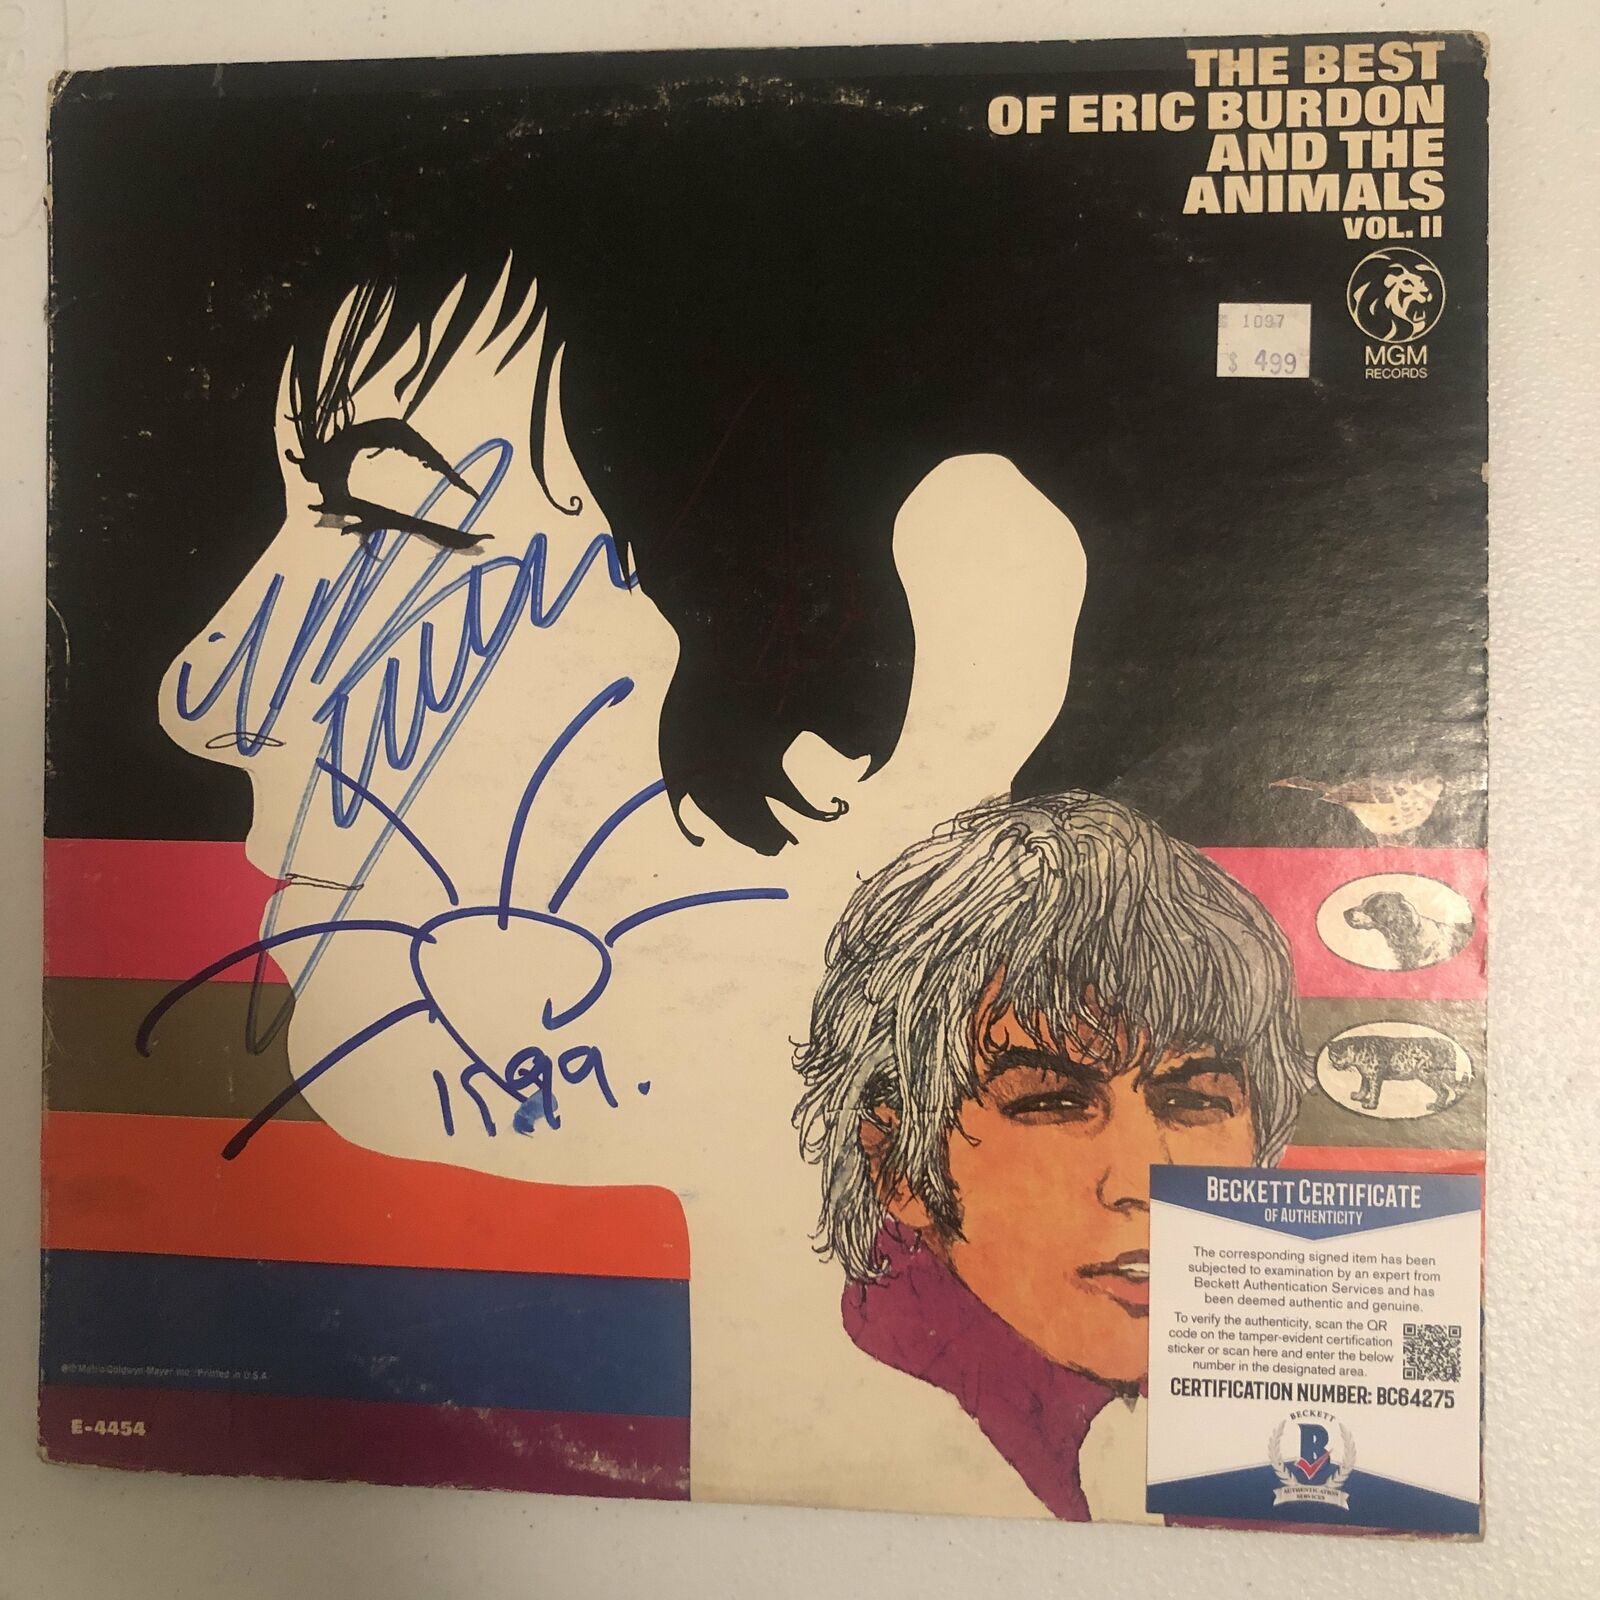 THE BEST
OF ERIC BURDON
AND THE
ANIMALS
VOL. II
1097
$ 499
MGM
RECORDS
1999.
BECKETT CERTIFICATE
OF AUTHENTICITY
The corresponding signed item has been
subjected to examination by an expert from
Beckett Authentication Services and has
been deemed authentic and genuine.
To verify the authenticity, scan the QR
code on the tamper-evident certification
sticker or scan here and enter the below
number in the designated area.
CERTIFICATION NUMBER: BC64275
BECKETT
B
AUTHENTICATION
SERVICES
Metro-Goldwyn-Mayer Inc. Printed in U.S.A.
E-4454